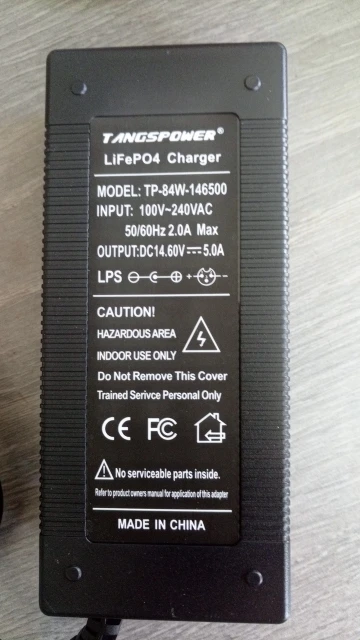 TANGSPOWER®
LiFePO4 Charger
MODEL: TP-84W-146500
INPUT: 100V~240VAC
50/60Hz 2.0A Max
OUTPUT:DC14.60V⎓5.0A
LPS
CAUTION!
HAZARDOUS AREA
INDOOR USE ONLY
Do Not Remove This Cover
Trained Serivce Personal Only
CE FC
No serviceable parts inside.
Refer to product owners manual for application of this adapter
MADE IN CHINA